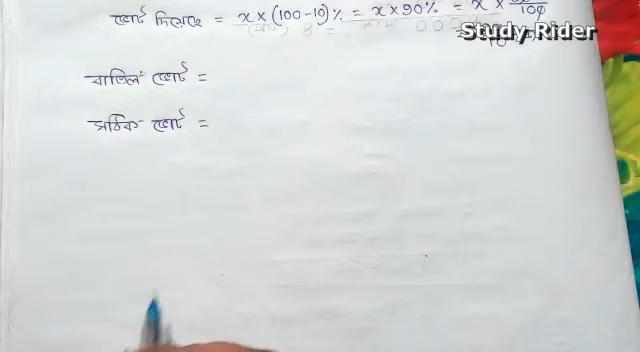 ভোট দিয়েছে = x × (100-10)% = x × 90% = x ×
Study Rider
বাতিল ভোট =
সঠিক ভোট =